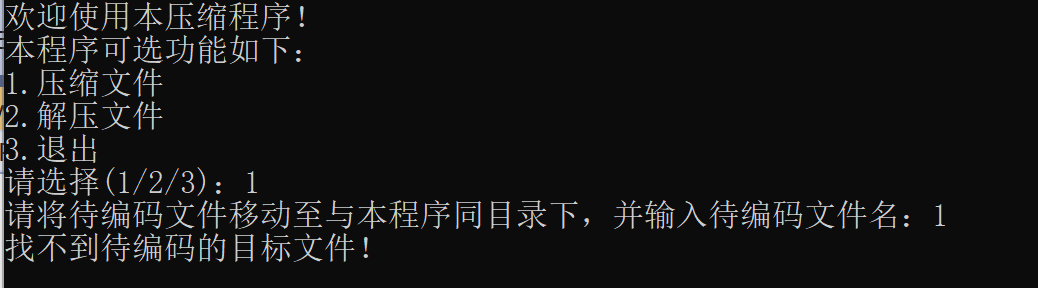 欢迎使用本压缩程序！
本程序可选功能如下：
1.压缩文件
2.解压文件
3.退出
请选择(1/2/3)：1
请将待编码文件移动至与本程序同目录下，并输入待编码文件名：1
找不到待编码的目标文件！